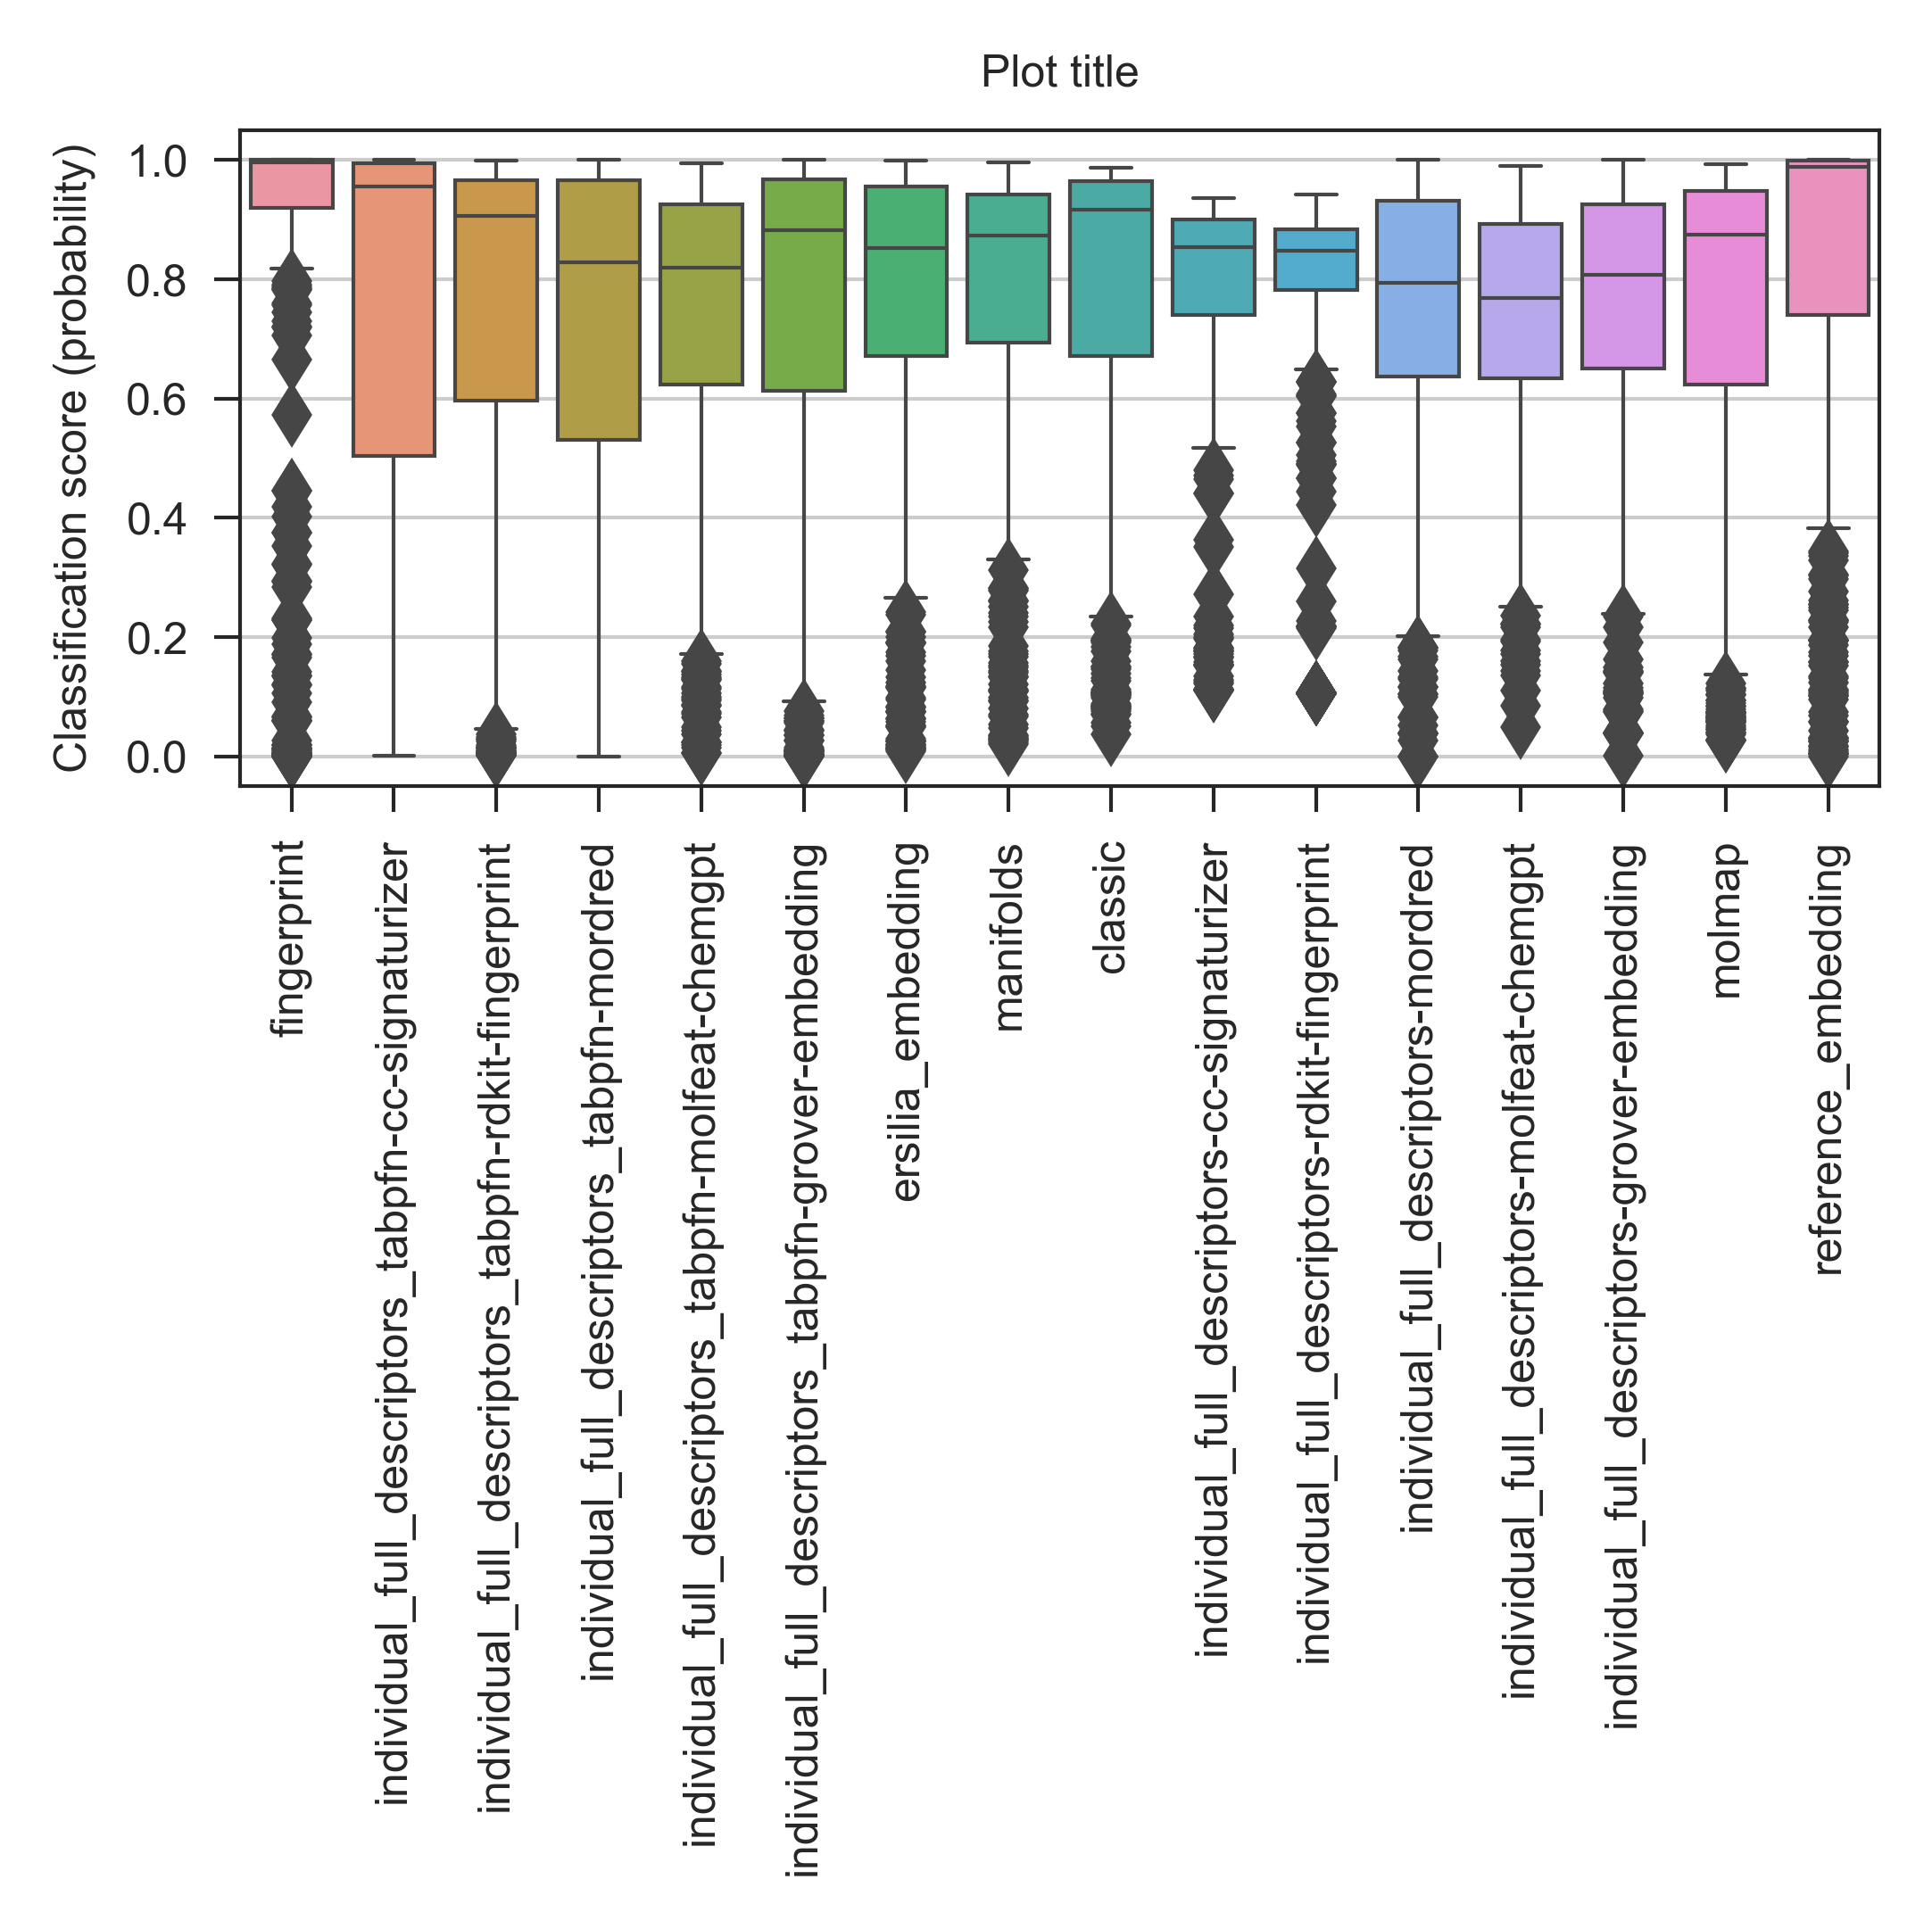 Plot title
Classification score (probability)
1.0
0.8
0.6
0.4
0.2
0.0
fingerprint
individual_full_descriptors_tabpfn-cc-signaturizer
individual_full_descriptors_tabpfn-rdkit-fingerprint
individual_full_descriptors_tabpfn-mordred
individual_full_descriptors_tabpfn-molfeat-chemgpt
individual_full_descriptors_tabpfn-grover-embedding
ersilia_embedding
manifolds
classic
individual_full_descriptors-cc-signaturizer
individual_full_descriptors-rdkit-fingerprint
individual_full_descriptors-mordred
individual_full_descriptors-molfeat-chemgpt
individual_full_descriptors-grover-embedding
molmap
reference_embedding